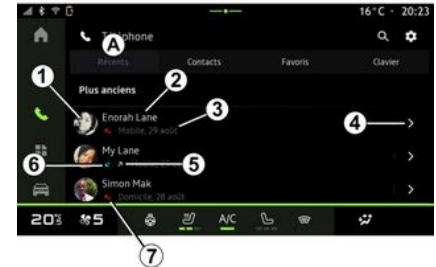 16°C · 20:23
Téléphone
A
Récents Contacts Favoris Clavier
Plus anciens
1
2
Enorah Lane
3
Mobile, 29 août
4
My Lane
6
5
Simon Mak
Domicile, 28 août
7
20°5 5 A/C